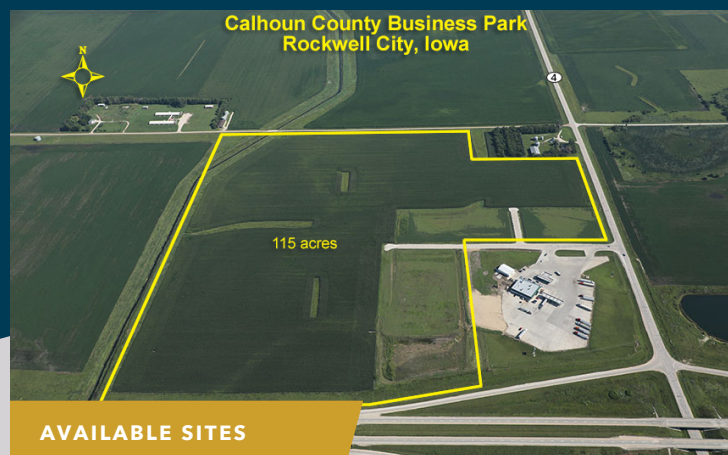 Calhoun County Business Park
Rockwell City, Iowa
N
4
115 acres
AVAILABLE SITES